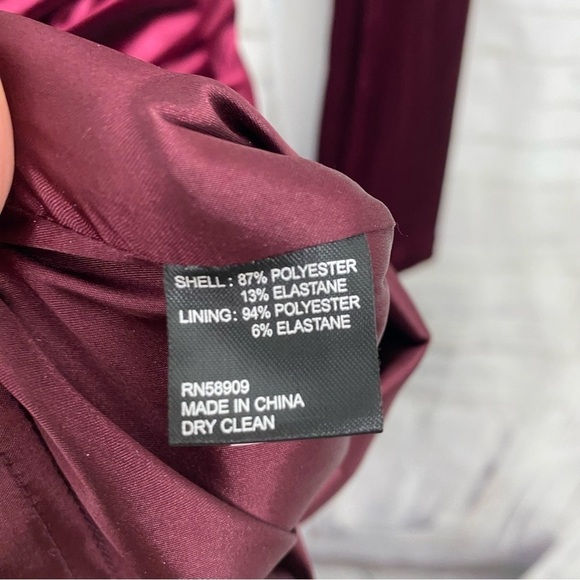 SHELL : 87% POLYESTER
13% ELASTANE
LINING : 94% POLYESTER
6% ELASTANE
RN58909
MADE IN CHINA
DRY CLEAN